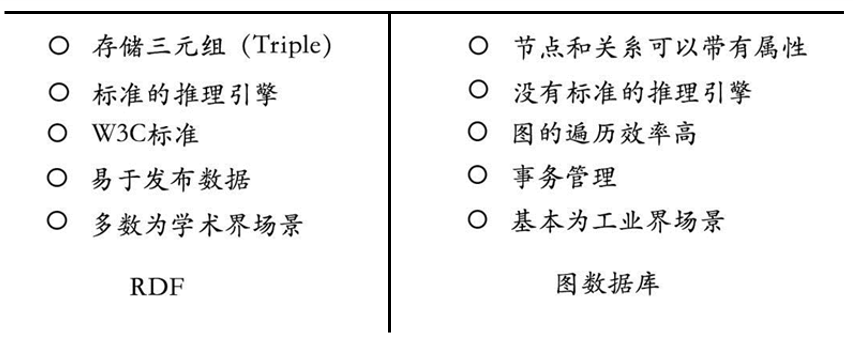 存储三元组（Triple）
标准的推理引擎
W3C标准
易于发布数据
多数为学术界场景
RDF
节点和关系可以带有属性
没有标准的推理引擎
图的遍历效率高
事务管理
基本为工业界场景
图数据库